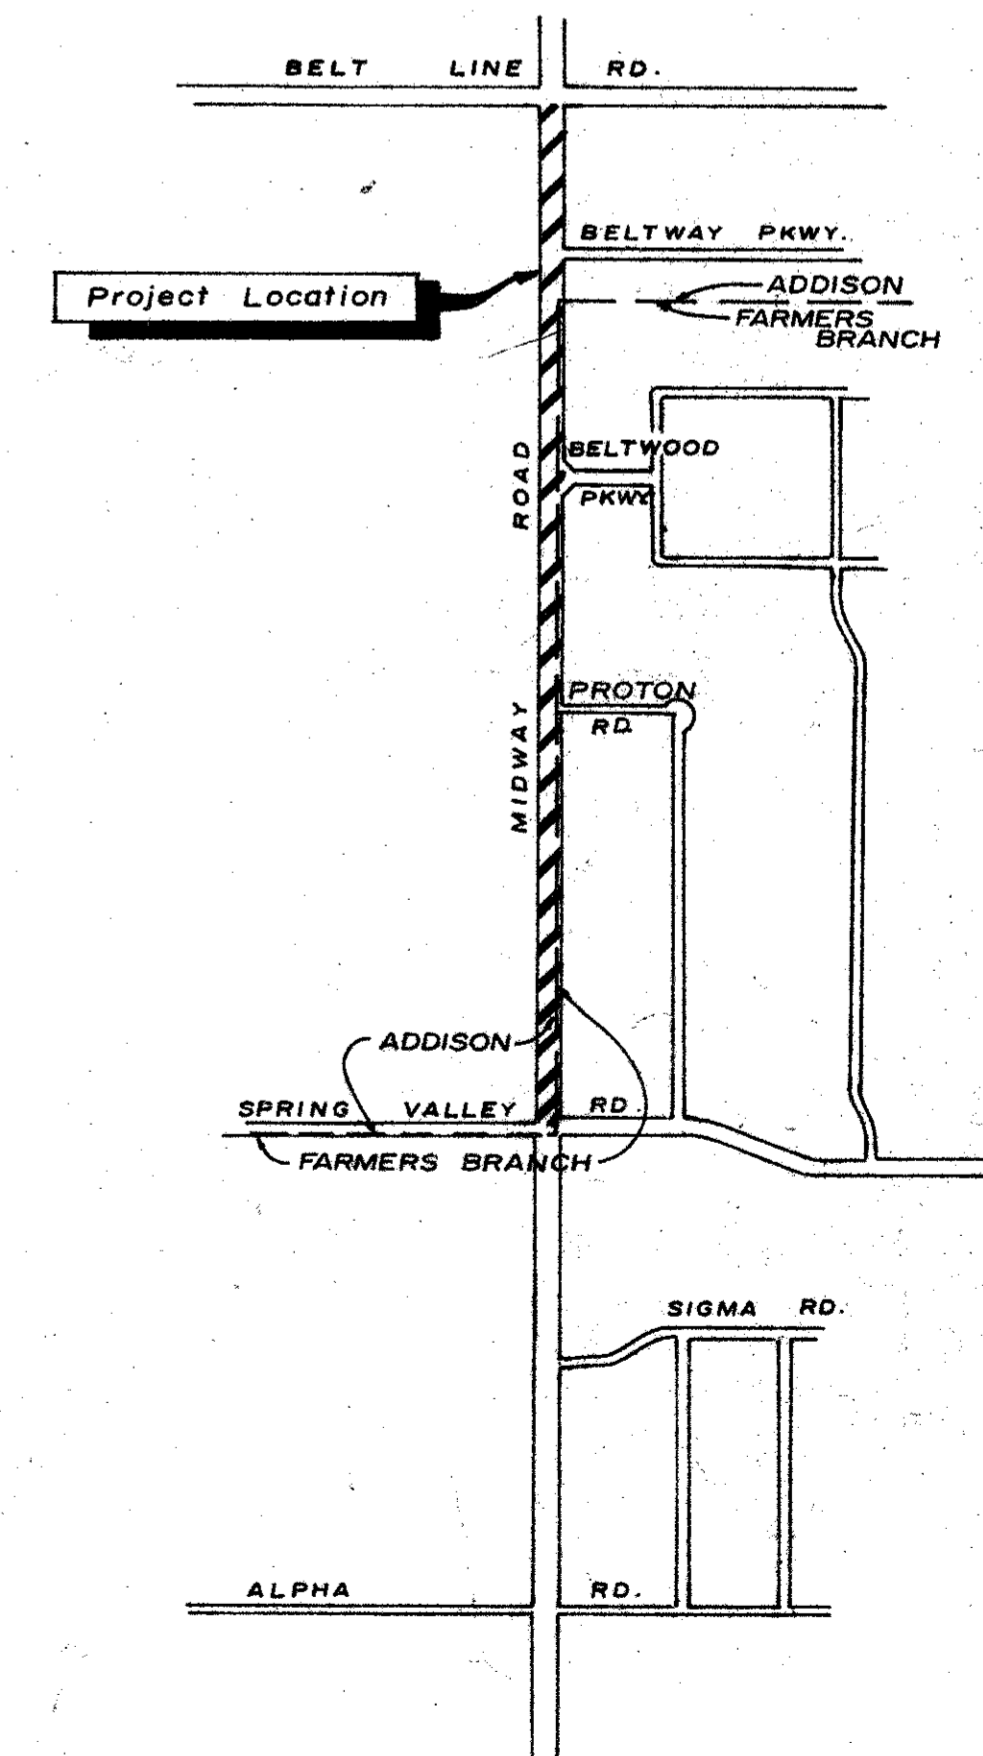 BELT LINE RD.
BELTWAY PKWY.
Project Location
ADDISON
FARMERS
BRANCH
BELTWOOD
PKWY
ROAD
PROTON
RD.
MIDWAY
ADDISON
SPRING VALLEY RD.
FARMERS BRANCH
SIGMA RD.
ALPHA RD.